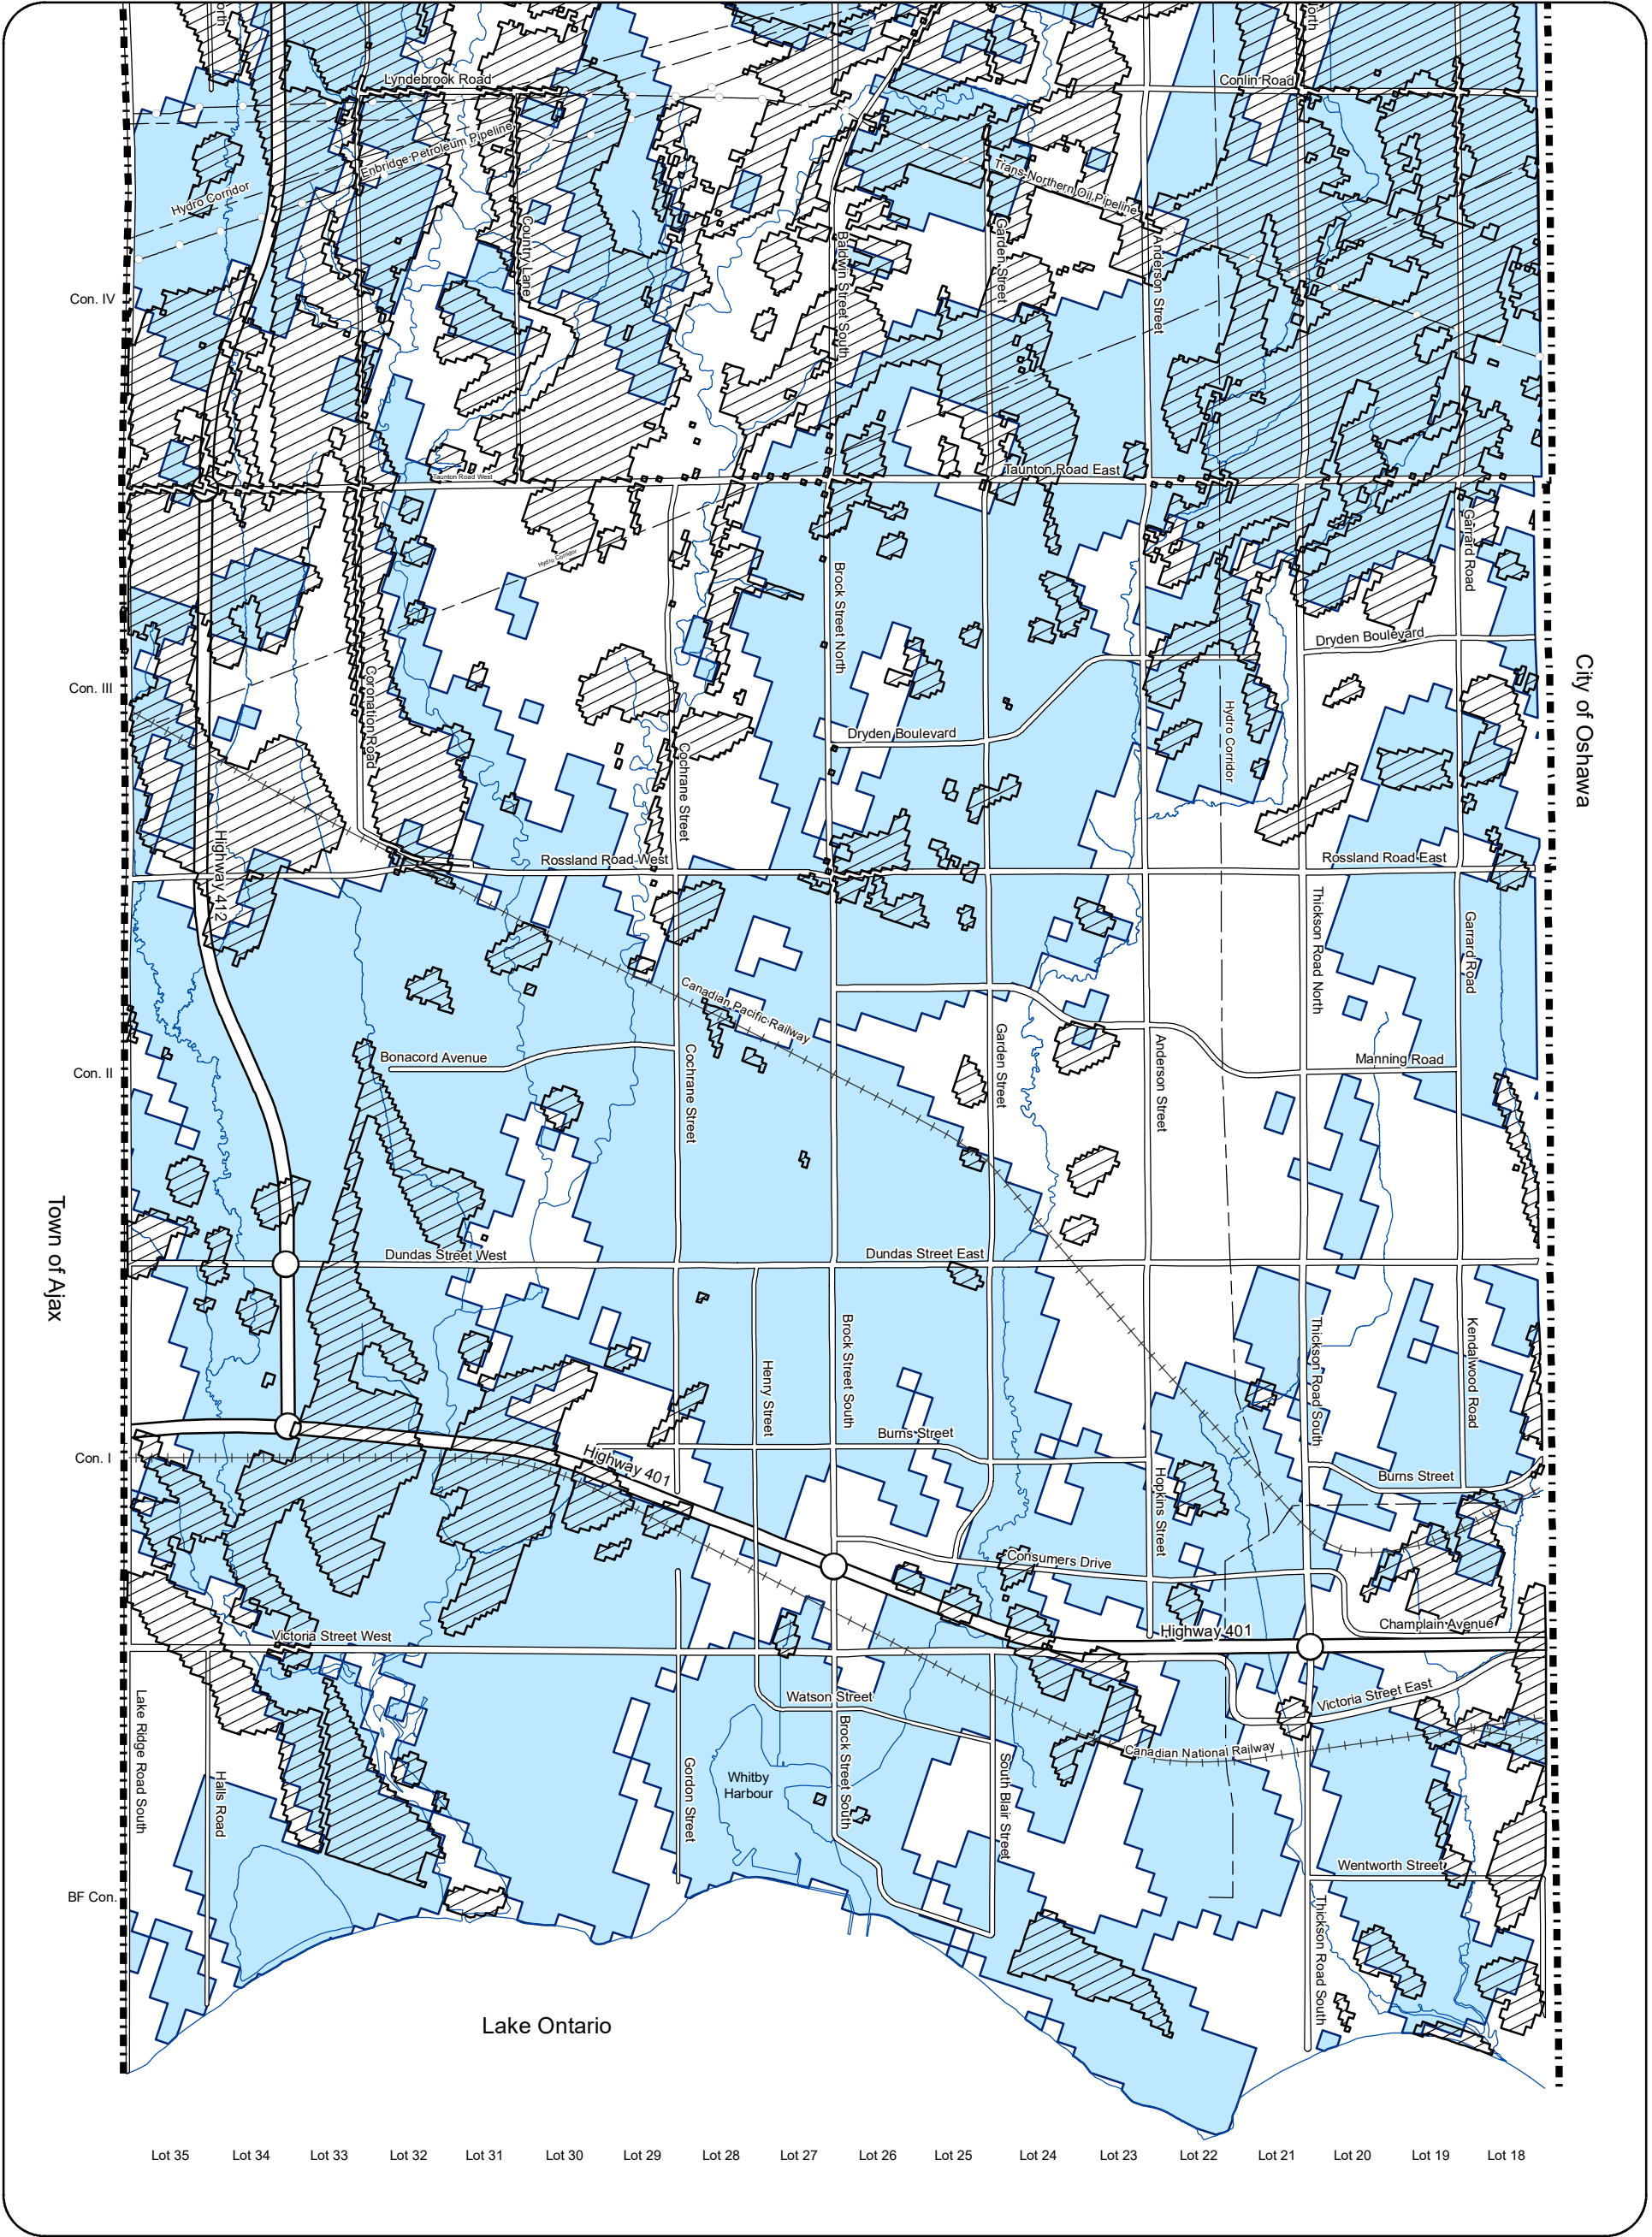 orth
orth
Lyndebrook Road
Conlin Road
Enbridge Petroleum Pipeline
Trans-Northern Oil Pipeline
Hydro Corridor
Country Lane
Baldwin Street South
Garden Street
Anderson Street
Con. IV
Taunton Road East
Taunton Road West
Hydro Corridor
Garrard Road
Brock Street North
Dryden Boulevard
City of Oshawa
Con. III
Coronation Road
Hydro Corridor
Dryden Boulevard
Cochrane Street
Highway 412
Rossland Road West
Rossland Road East
Thickson Road North
Garrard Road
Canadian Pacific Railway
Garden Street
Anderson Street
Bonacord Avenue
Cochrane Street
Manning Road
Con. II
Town of Ajax
Dundas Street West
Dundas Street East
Brock Street South
Henry Street
Thickson Road South
Kendalwood Road
Burns Street
Highway 401
Con. I
Hopkins Street
Burns Street
Consumers Drive
Champlain Avenue
Highway 401
Victoria Street West
Victoria Street East
Watson Street
Lake Ridge Road South
Halls Road
Gordon Street
Whitby
Harbour
Brock Street South
South Blair Street
Canadian National Railway
Wentworth Street
BF Con.
Thickson Road South
Lake Ontario
Lot 35
Lot 34
Lot 33
Lot 32
Lot 31
Lot 30
Lot 29
Lot 28
Lot 27
Lot 26
Lot 25
Lot 24
Lot 23
Lot 22
Lot 21
Lot 20
Lot 19
Lot 18